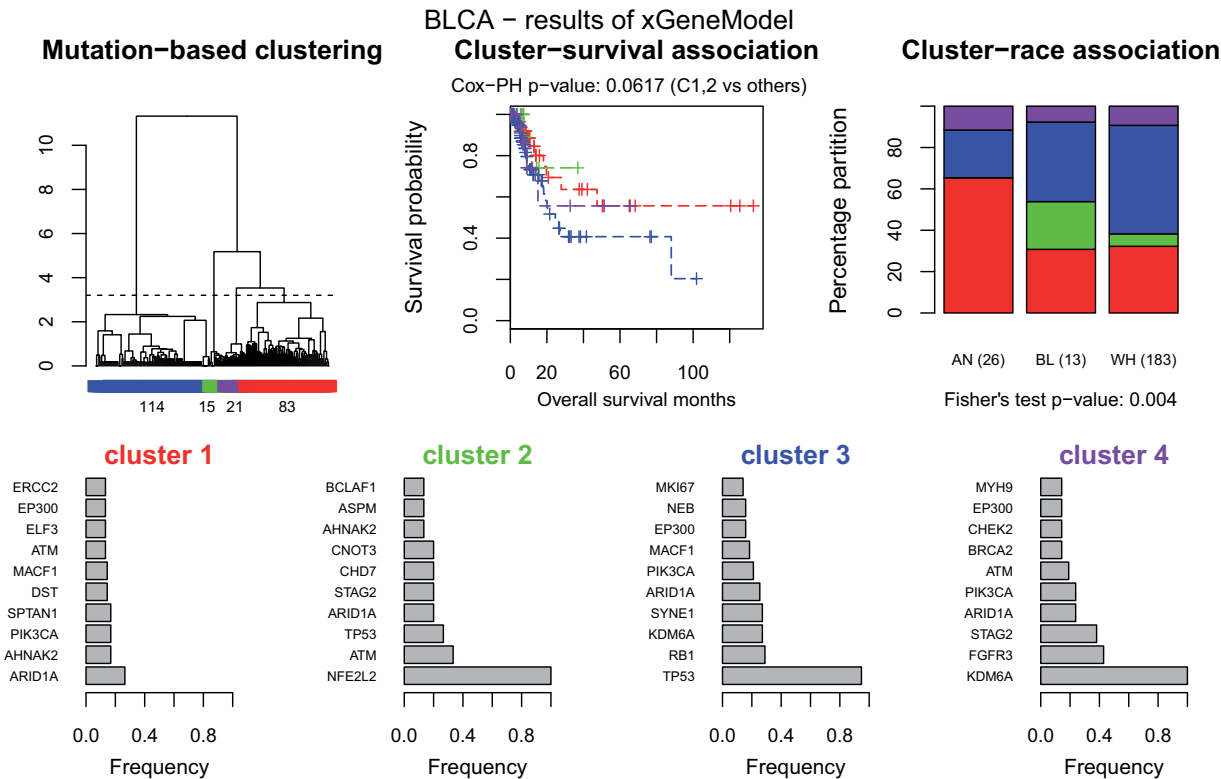 BLCA − results of xGeneModel
Mutation−based clustering
0 2 4 6 8 10
114 15 21 83
Cluster−survival association
Cox−PH p−value: 0.0617 (C1,2 vs others)
Survival probability
0.0 0.4 0.8
0 20 60 100
Overall survival months
Cluster−race association
Percentage partition
0 20 40 60 80
AN (26) BL (13) WH (183)
Fisher's test p−value: 0.004
cluster 1
ERCC2
EP300
ELF3
ATM
MACF1
DST
SPTAN1
PIK3CA
AHNAK2
ARID1A
0.0 0.4 0.8
Frequency
cluster 2
BCLAF1
ASPM
AHNAK2
CNOT3
CHD7
STAG2
ARID1A
TP53
ATM
NFE2L2
0.0 0.4 0.8
Frequency
cluster 3
MKI67
NEB
EP300
MACF1
PIK3CA
ARID1A
SYNE1
KDM6A
RB1
TP53
0.0 0.4 0.8
Frequency
cluster 4
MYH9
EP300
CHEK2
BRCA2
ATM
PIK3CA
ARID1A
STAG2
FGFR3
KDM6A
0.0 0.4 0.8
Frequency